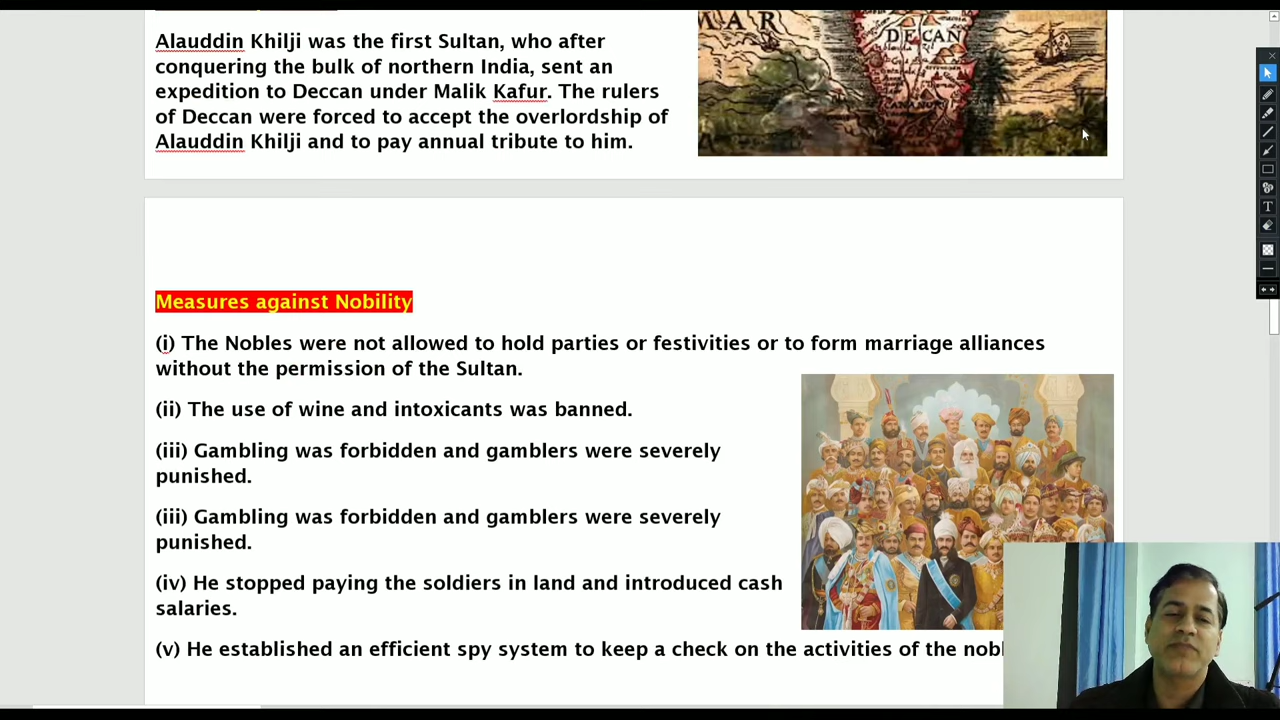 MAR
DECAN
CANANOR
Alauddin Khilji was the first Sultan, who after
conquering the bulk of northern India, sent an
expedition to Deccan under Malik Kafur. The rulers
of Deccan were forced to accept the overlordship of
Alauddin Khilji and to pay annual tribute to him.
Measures against Nobility
(i) The Nobles were not allowed to hold parties or festivities or to form marriage alliances
without the permission of the Sultan.
(ii) The use of wine and intoxicants was banned.
(iii) Gambling was forbidden and gamblers were severely
punished.
(iii) Gambling was forbidden and gamblers were severely
punished.
(iv) He stopped paying the soldiers in land and introduced cash
salaries.
(v) He established an efficient spy system to keep a check on the activities of the nobl
T